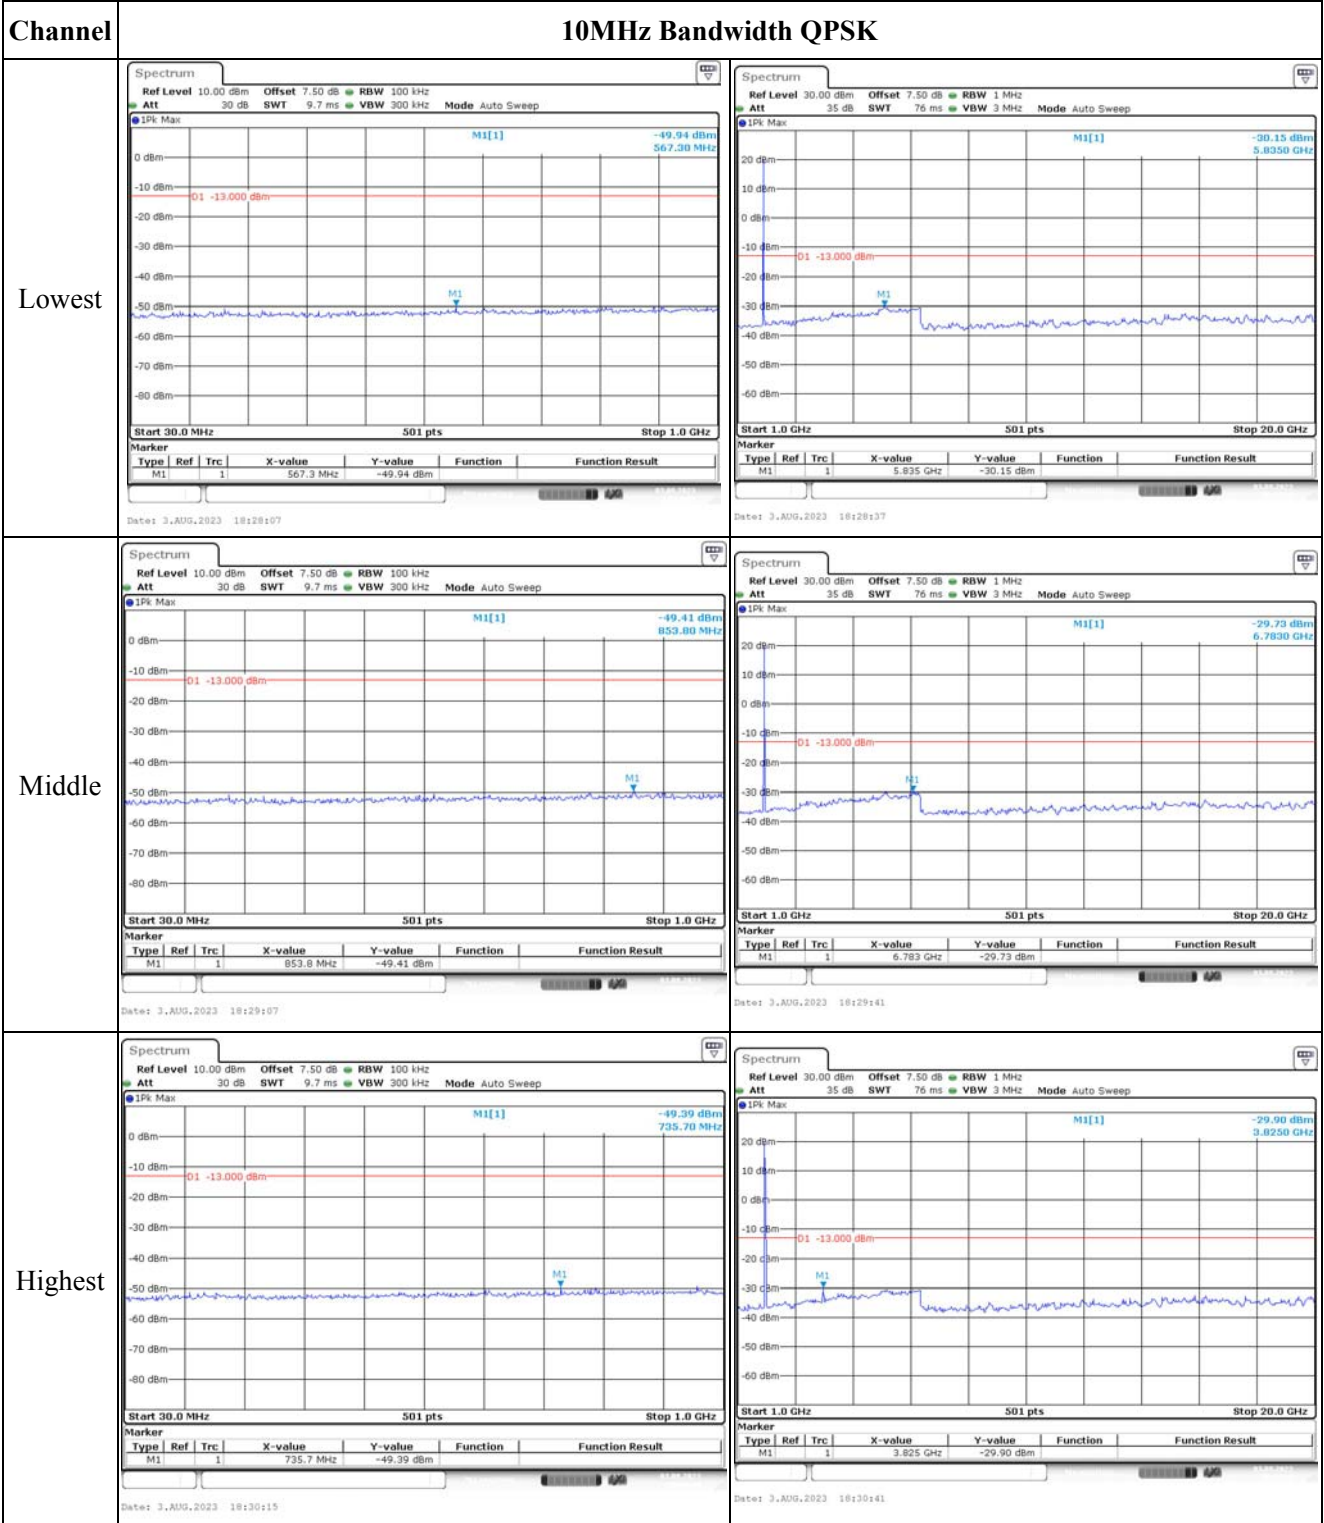 Channel 10MHz Bandwidth QPSK
Lowest
Spectrum
Ref Level 10.00 dBm Offset 7.50 dB RBW 100 kHz
Att 30 dB SWT 9.7 ms VBW 300 kHz Mode Auto Sweep
1Pk Max
M1[1] -49.94 dBm
567.30 MHz
0 dBm
-10 dBm
D1 -13.000 dBm
-20 dBm
-30 dBm
-40 dBm
M1
-50 dBm
-60 dBm
-70 dBm
-80 dBm
Start 30.0 MHz 501 pts Stop 1.0 GHz
Marker
Type Ref Trc X-value Y-value Function Function Result
M1 1 567.3 MHz -49.94 dBm
Date: 3.AUG.2023 18:28:07
Spectrum
Ref Level 30.00 dBm Offset 7.50 dB RBW 1 MHz
Att 35 dB SWT 76 ms VBW 3 MHz Mode Auto Sweep
1Pk Max
M1[1] -30.15 dBm
5.8350 GHz
20 dBm
10 dBm
0 dBm
-10 dBm
D1 -13.000 dBm
-20 dBm
M1
-30 dBm
-40 dBm
-50 dBm
-60 dBm
Start 1.0 GHz 501 pts Stop 20.0 GHz
Marker
Type Ref Trc X-value Y-value Function Function Result
M1 1 5.835 GHz -30.15 dBm
Date: 3.AUG.2023 18:28:37
Middle
Spectrum
Ref Level 10.00 dBm Offset 7.50 dB RBW 100 kHz
Att 30 dB SWT 9.7 ms VBW 300 kHz Mode Auto Sweep
1Pk Max
M1[1] -49.41 dBm
853.80 MHz
0 dBm
-10 dBm
D1 -13.000 dBm
-20 dBm
-30 dBm
-40 dBm
M1
-50 dBm
-60 dBm
-70 dBm
-80 dBm
Start 30.0 MHz 501 pts Stop 1.0 GHz
Marker
Type Ref Trc X-value Y-value Function Function Result
M1 1 853.8 MHz -49.41 dBm
Date: 3.AUG.2023 18:29:07
Spectrum
Ref Level 30.00 dBm Offset 7.50 dB RBW 1 MHz
Att 35 dB SWT 76 ms VBW 3 MHz Mode Auto Sweep
1Pk Max
M1[1] -29.73 dBm
6.7830 GHz
20 dBm
10 dBm
0 dBm
-10 dBm
D1 -13.000 dBm
-20 dBm
M1
-30 dBm
-40 dBm
-50 dBm
-60 dBm
Start 1.0 GHz 501 pts Stop 20.0 GHz
Marker
Type Ref Trc X-value Y-value Function Function Result
M1 1 6.783 GHz -29.73 dBm
Date: 3.AUG.2023 18:29:41
Highest
Spectrum
Ref Level 10.00 dBm Offset 7.50 dB RBW 100 kHz
Att 30 dB SWT 9.7 ms VBW 300 kHz Mode Auto Sweep
1Pk Max
M1[1] -49.39 dBm
735.70 MHz
0 dBm
-10 dBm
D1 -13.000 dBm
-20 dBm
-30 dBm
-40 dBm
M1
-50 dBm
-60 dBm
-70 dBm
-80 dBm
Start 30.0 MHz 501 pts Stop 1.0 GHz
Marker
Type Ref Trc X-value Y-value Function Function Result
M1 1 735.7 MHz -49.39 dBm
Date: 3.AUG.2023 18:30:15
Spectrum
Ref Level 30.00 dBm Offset 7.50 dB RBW 1 MHz
Att 35 dB SWT 76 ms VBW 3 MHz Mode Auto Sweep
1Pk Max
M1[1] -29.90 dBm
3.8250 GHz
20 dBm
10 dBm
0 dBm
-10 dBm
D1 -13.000 dBm
-20 dBm
M1
-30 dBm
-40 dBm
-50 dBm
-60 dBm
Start 1.0 GHz 501 pts Stop 20.0 GHz
Marker
Type Ref Trc X-value Y-value Function Function Result
M1 1 3.825 GHz -29.90 dBm
Date: 3.AUG.2023 18:30:41